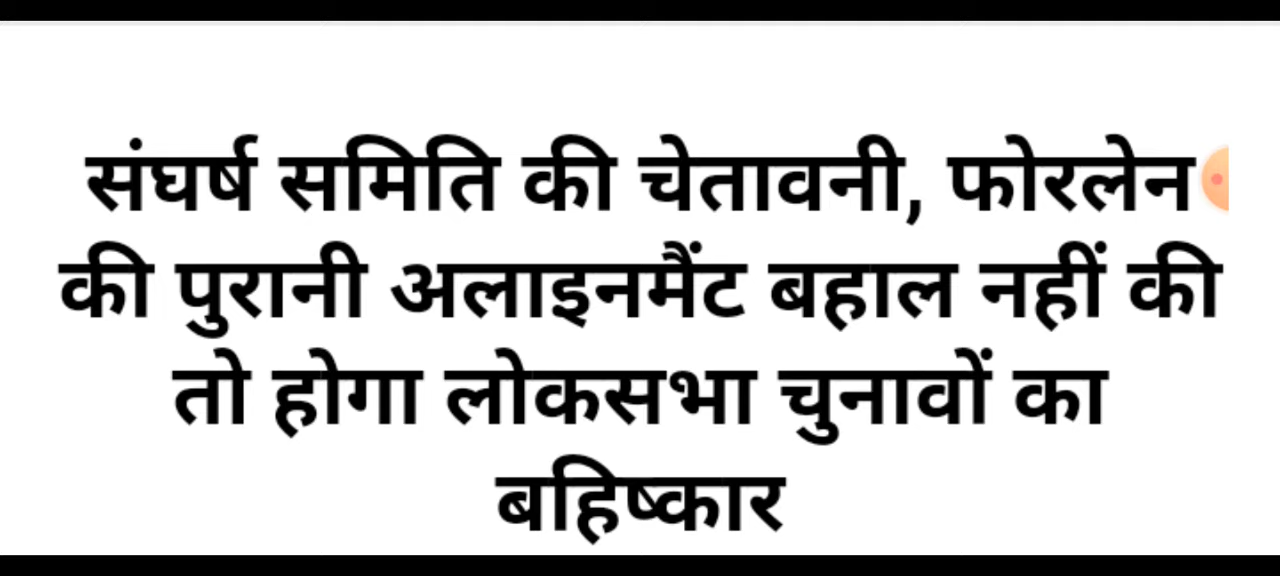 संघर्ष समिति की चेतावनी, फोरलेन
की पुरानी अलाइनमैंट बहाल नहीं की
तो होगा लोकसभा चुनावों का
बहिष्कार